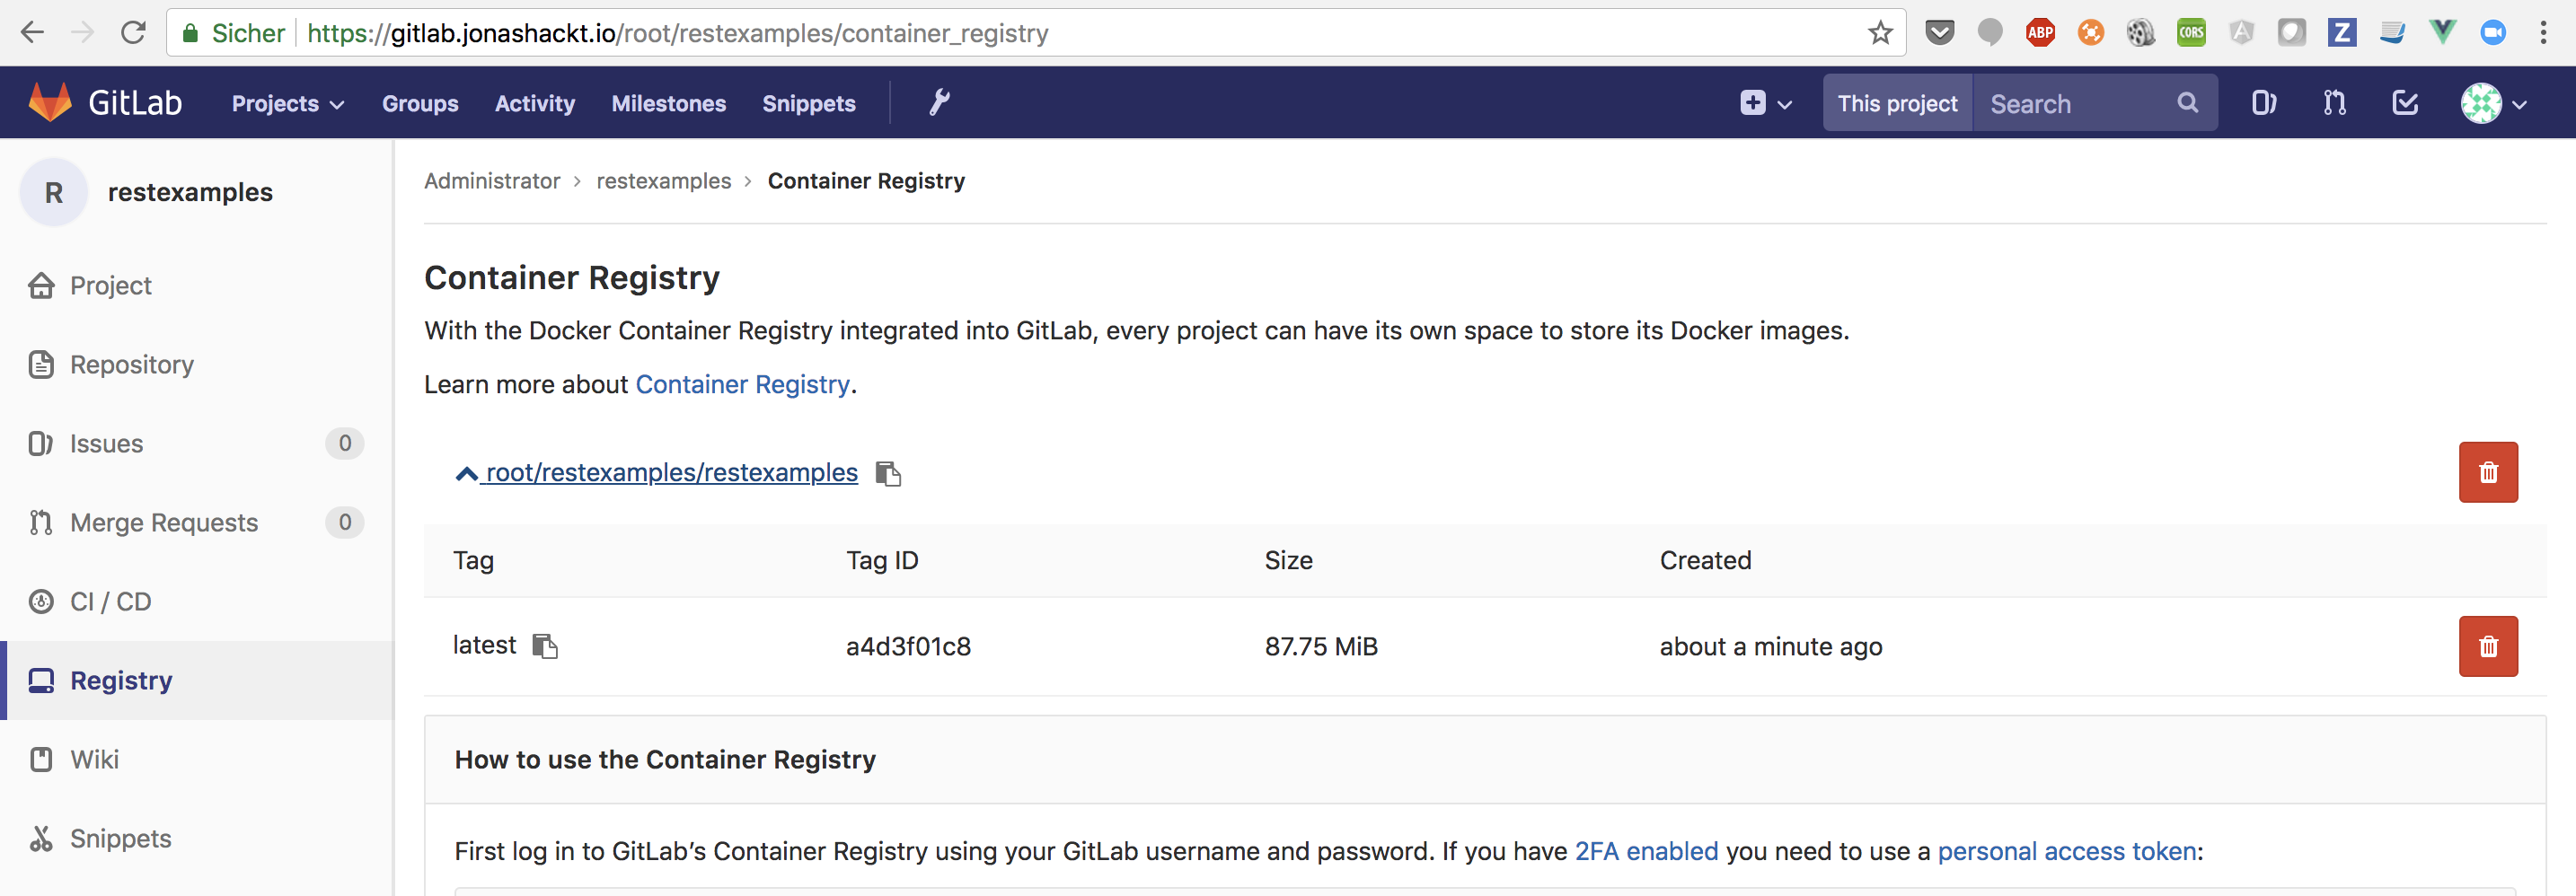 Sicher https://gitlab.jonashackt.io/root/restexamples/container_registry
ABP
CORS
A
Z
GitLab Projects Groups Activity Milestones Snippets This project Search
R restexamples
Administrator > restexamples > Container Registry
Project
Repository
Issues 0
Merge Requests 0
CI / CD
Registry
Wiki
Snippets
Container Registry
With the Docker Container Registry integrated into GitLab, every project can have its own space to store its Docker images.
Learn more about Container Registry.
root/restexamples/restexamples
Tag Tag ID Size Created
latest a4d3f01c8 87.75 MiB about a minute ago
How to use the Container Registry
First log in to GitLab’s Container Registry using your GitLab username and password. If you have 2FA enabled you need to use a personal access token: